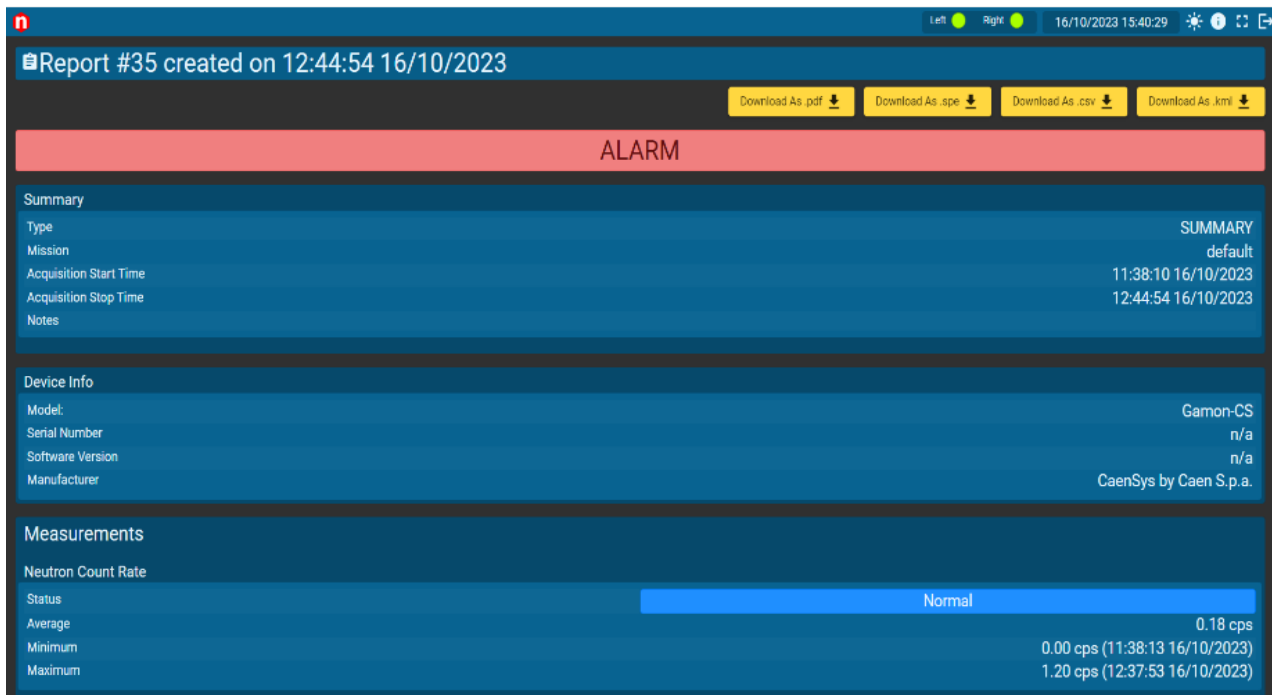 n
Left Right 16/10/2023 15:40:29
Report #35 created on 12:44:54 16/10/2023
Download As .pdf Download As .spe Download As .csv Download As .kml
ALARM
Summary
Type SUMMARY
Mission default
Acquisition Start Time 11:38:10 16/10/2023
Acquisition Stop Time 12:44:54 16/10/2023
Notes
Device Info
Model: Gamon-CS
Serial Number n/a
Software Version n/a
Manufacturer CaenSys by Caen S.p.a.
Measurements
Neutron Count Rate
Status Normal
Average 0.18 cps
Minimum 0.00 cps (11:38:13 16/10/2023)
Maximum 1.20 cps (12:37:53 16/10/2023)